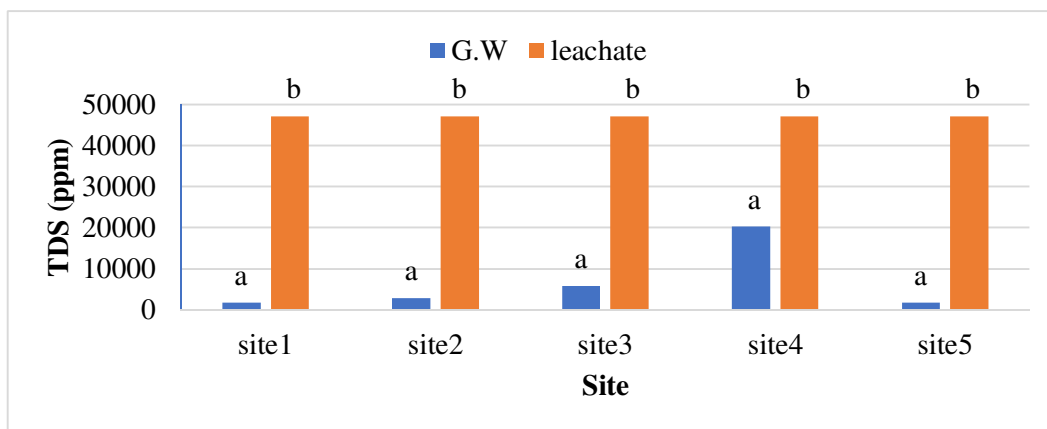 G.W leachate
TDS (ppm)
50000
40000
30000
20000
10000
0
b b b b b
a a a a a
site1 site2 site3 site4 site5
Site